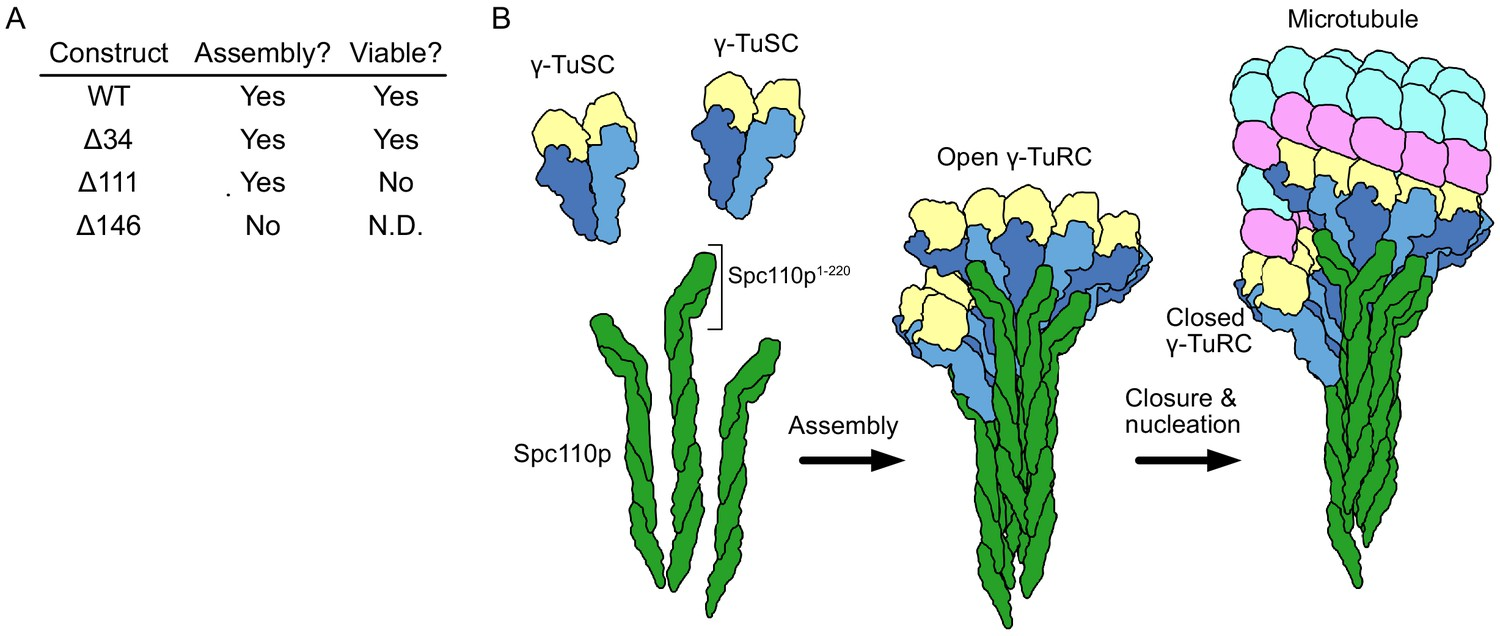 A
Construct Assembly? Viable?
WT Yes Yes
Δ34 Yes Yes
Δ111 Yes No
Δ146 No N.D.
B
γ-TuSC
γ-TuSC
Spc110p1-220
Spc110p
Assembly
Open γ-TuRC
Closure &
nucleation
Closed
γ-TuRC
Microtubule